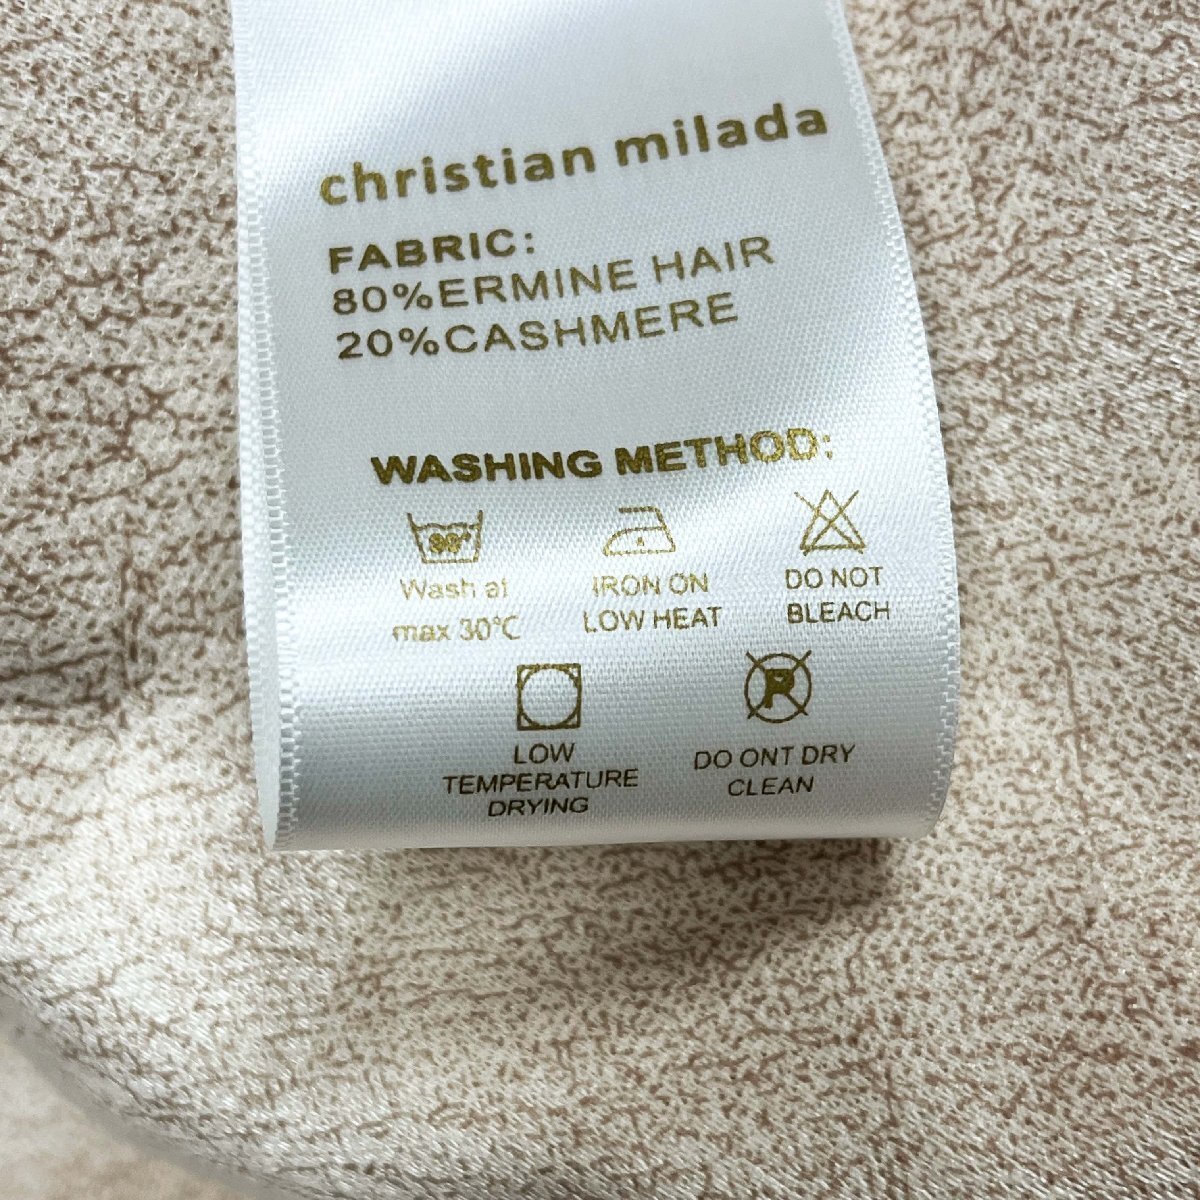 christian milada
FABRIC:
80%ERMINE HAIR
20%CASHMERE
WASHING METHOD:
Wash at
max 30°C
IRON ON
LOW HEAT
DO NOT
BLEACH
LOW
TEMPERATURE
DRYING
P
DO ONT DRY
CLEAN